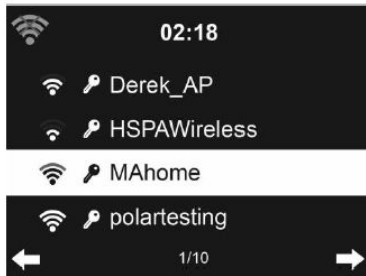 02:18
Derek_AP
HSPAWireless
MAhome
polartesting
1/10